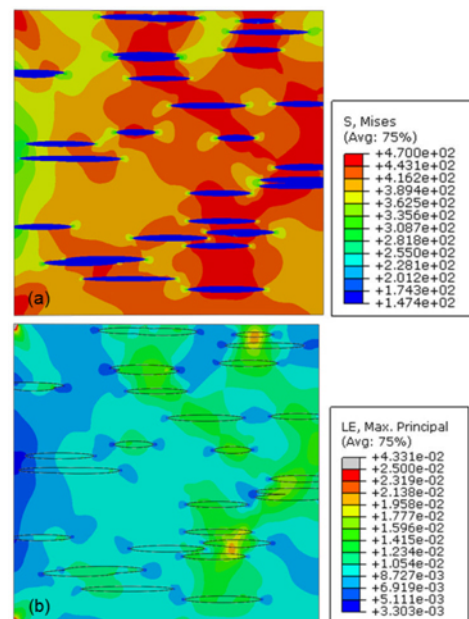 S, Mises
(Avg: 75%)
+4.700e+02
+4.431e+02
+4.162e+02
+3.894e+02
+3.625e+02
+3.356e+02
+3.087e+02
+2.818e+02
+2.550e+02
+2.281e+02
+2.012e+02
+1.743e+02
+1.474e+02
(a)
LE, Max. Principal
(Avg: 75%)
+4.331e-02
+2.500e-02
+2.319e-02
+2.138e-02
+1.958e-02
+1.777e-02
+1.596e-02
+1.415e-02
+1.234e-02
+1.054e-02
+8.727e-03
+6.919e-03
+5.111e-03
+3.303e-03
(b)